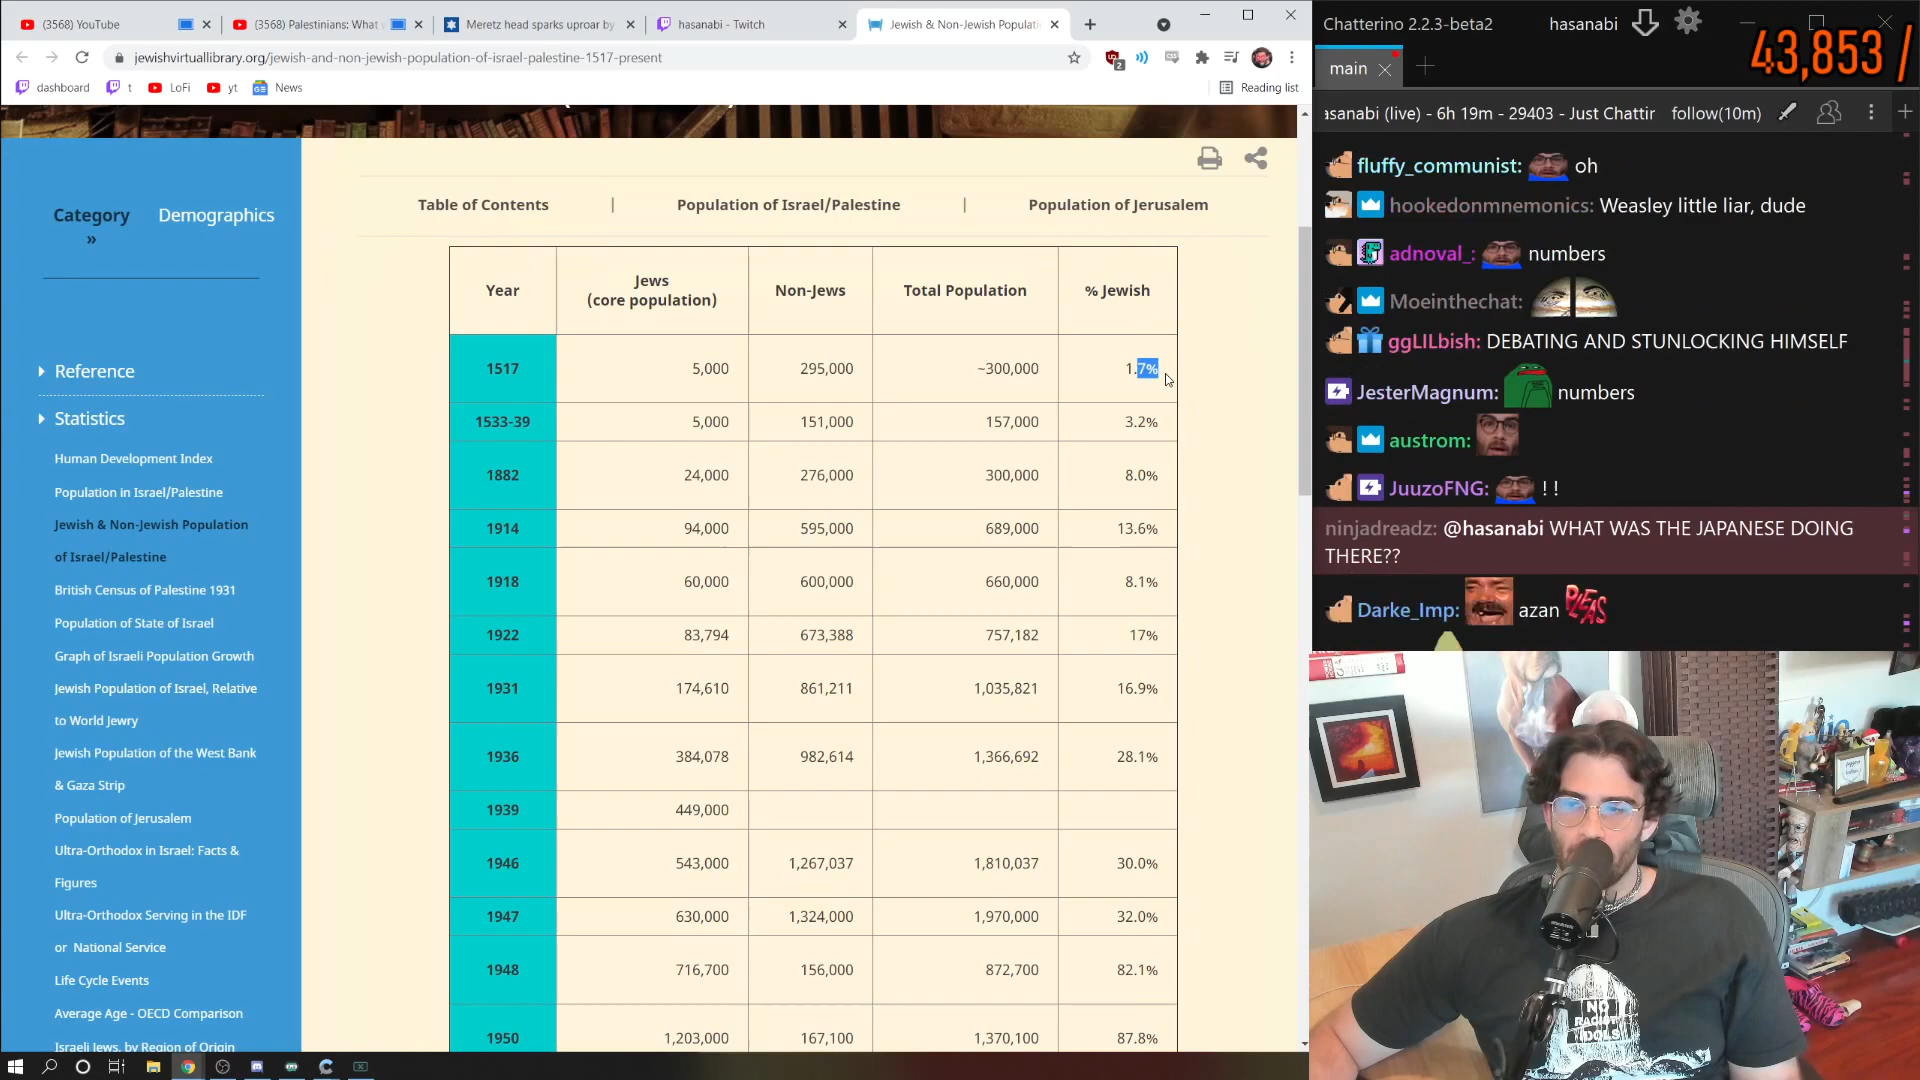 (3568) YouTube
(3568) Palestinians: What
Meretz head sparks uproar by
hasanabi - Twitch
Jewish & Non-Jewish Populati
jewishvirtuallibrary.org/jewish-and-non-jewish-population-of-israel-palestine-1517-present
2
dashboard
t
LoFi
yt
News
Reading list
Category
»
Demographics
Reference
Statistics
Human Development Index
Population in Israel/Palestine
Jewish & Non-Jewish Population
of Israel/Palestine
British Census of Palestine 1931
Population of State of Israel
Graph of Israeli Population Growth
Jewish Population of Israel, Relative
to World Jewry
Jewish Population of the West Bank
& Gaza Strip
Population of Jerusalem
Ultra-Orthodox in Israel: Facts &
Figures
Ultra-Orthodox Serving in the IDF
or National Service
Life Cycle Events
Average Age - OECD Comparison
Israeli Jews, by Region of Origin
Table of Contents | Population of Israel/Palestine | Population of Jerusalem
Year Jews (core population) Non-Jews Total Population % Jewish
1517 5,000 295,000 ~300,000 1.7%
1533-39 5,000 151,000 157,000 3.2%
1882 24,000 276,000 300,000 8.0%
1914 94,000 595,000 689,000 13.6%
1918 60,000 600,000 660,000 8.1%
1922 83,794 673,388 757,182 17%
1931 174,610 861,211 1,035,821 16.9%
1936 384,078 982,614 1,366,692 28.1%
1939 449,000
1946 543,000 1,267,037 1,810,037 30.0%
1947 630,000 1,324,000 1,970,000 32.0%
1948 716,700 156,000 872,700 82.1%
1950 1,203,000 167,100 1,370,100 87.8%
Chatterino 2.2.3-beta2
hasanabi
43,853 /
main
asanabi (live) - 6h 19m - 29403 - Just Chattir
follow(10m)
fluffy_communist: oh
hookedonmnemonics: Weasley little liar, dude
adnoval_: numbers
Moeinthechat:
ggLILbish: DEBATING AND STUNLOCKING HIMSELF
JesterMagnum: numbers
austrom:
JuuzoFNG: ! !
ninjadreadz: @hasanabi WHAT WAS THE JAPANESE DOING
THERE??
Darke_Imp: azan PLEAS
NO
RACIST
IDOLS